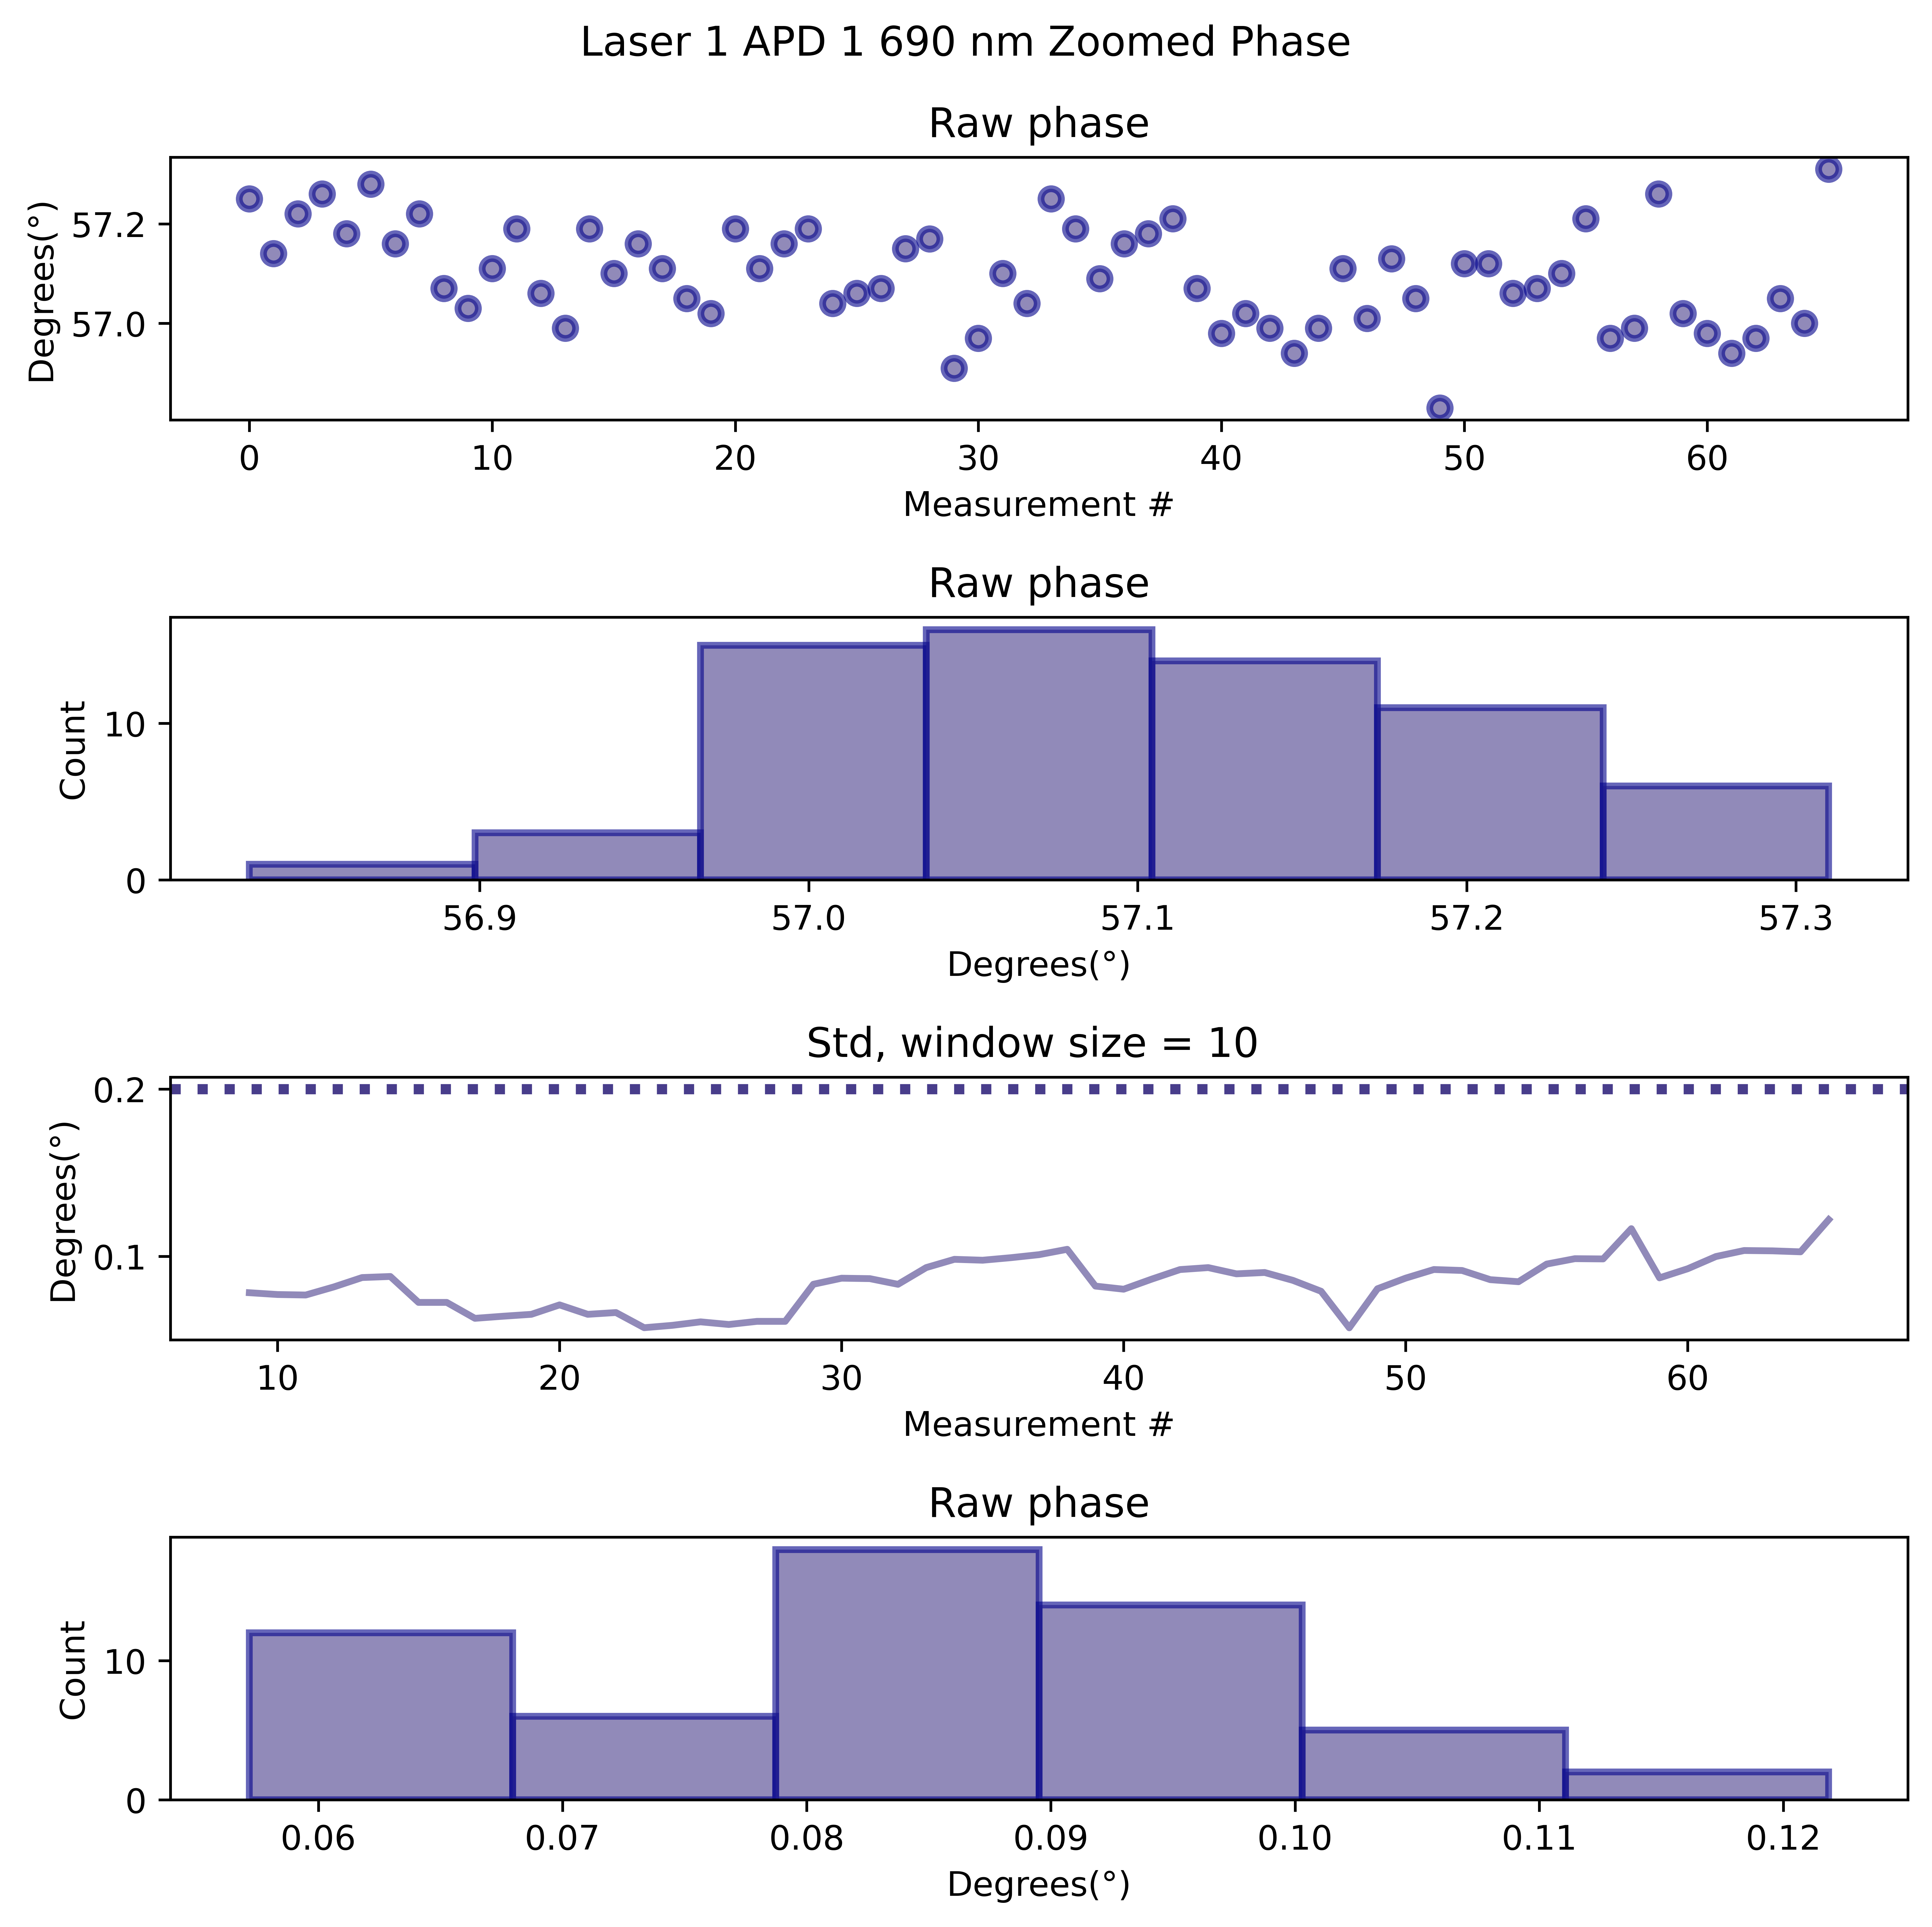 Laser 1 APD 1 690 nm Zoomed Phase
Raw phase
Degrees(°)
57.2
57.0
0 10 20 30 40 50 60
Measurement #
Raw phase
Count
10
0
56.9 57.0 57.1 57.2 57.3
Degrees(°)
Std, window size = 10
Degrees(°)
0.2
0.1
10 20 30 40 50 60
Measurement #
Raw phase
Count
10
0
0.06 0.07 0.08 0.09 0.10 0.11 0.12
Degrees(°)